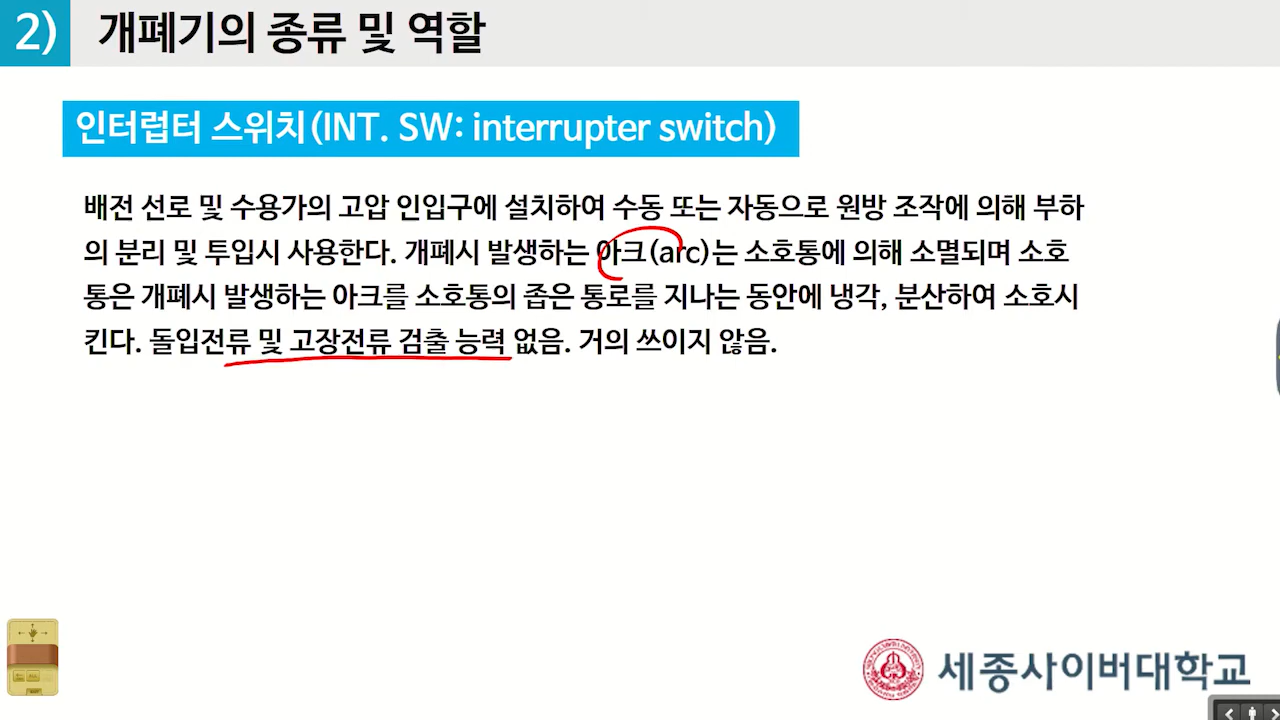 2) 개폐기의 종류 및 역할
인터럽터 스위치(INT. SW: interrupter switch)
배전 선로 및 수용가의 고압 인입구에 설치하여 수동 또는 자동으로 원방 조작에 의해 부하
의 분리 및 투입시 사용한다. 개폐시 발생하는 아크(arc)는 소호통에 의해 소멸되며 소호
통은 개폐시 발생하는 아크를 소호통의 좁은 통로를 지나는 동안에 냉각, 분산하여 소호시
킨다. 돌입전류 및 고장전류 검출 능력 없음. 거의 쓰이지 않음.
세종사이버대학교